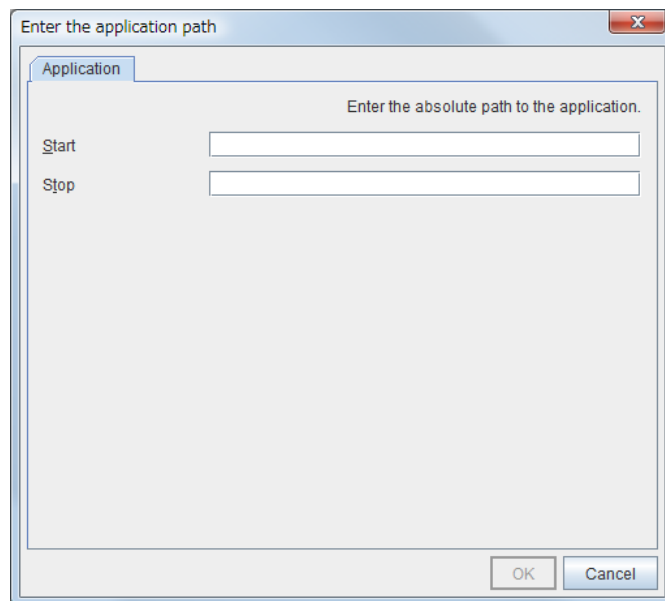 Enter the application path
Application
Enter the absolute path to the application.
Start
Stop
OK
Cancel